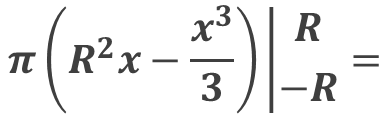 π(R²x − x³/3)|R −R =